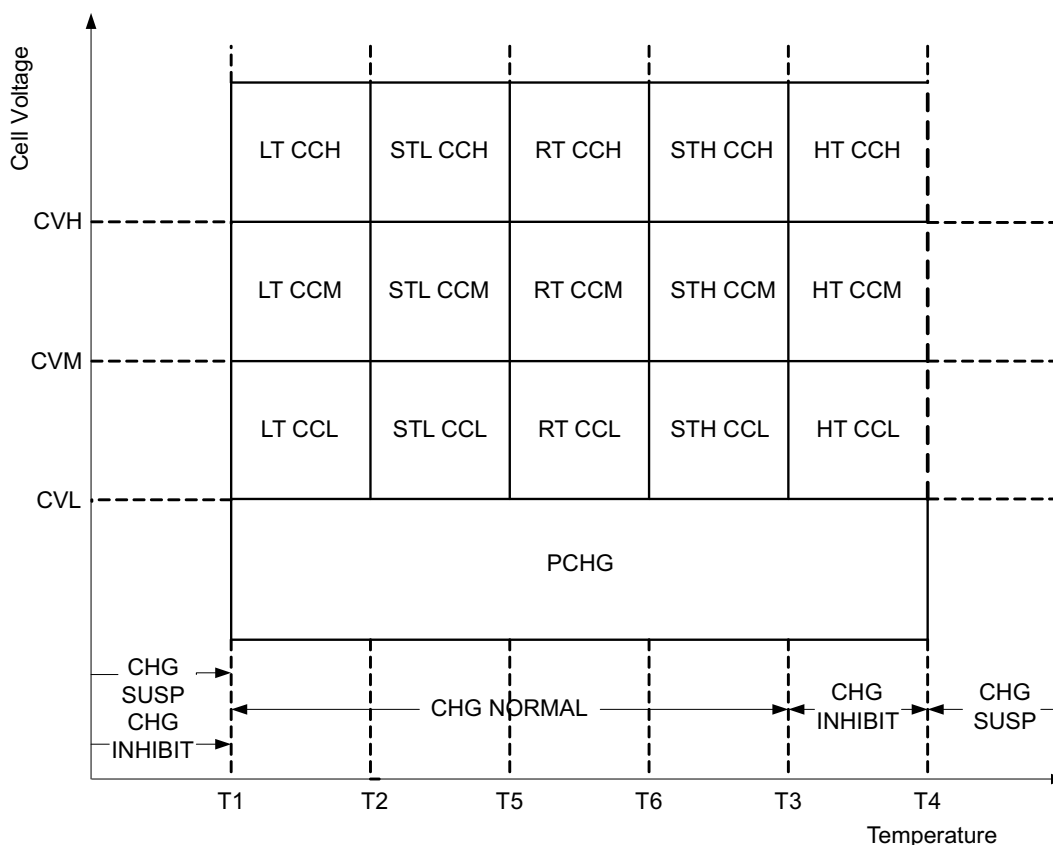 Cell Voltage
LT CCH STL CCH RT CCH STH CCH HT CCH
CVH
LT CCM STL CCM RT CCM STH CCM HT CCM
CVM
LT CCL STL CCL RT CCL STH CCL HT CCL
CVL
PCHG
CHG
SUSP
CHG
INHIBIT
CHG NORMAL
CHG
INHIBIT
CHG
SUSP
T1 T2 T5 T6 T3 T4
Temperature